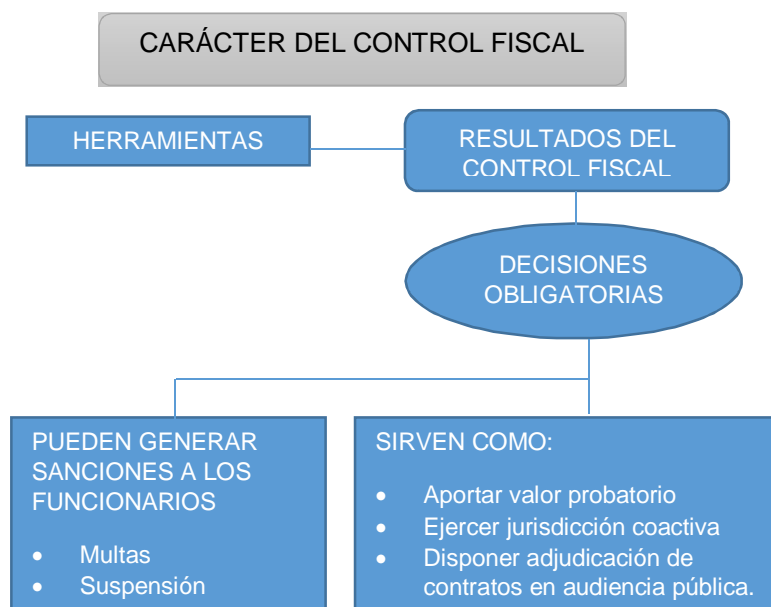 CARÁCTER DEL CONTROL FISCAL
HERRAMIENTAS
RESULTADOS DEL
CONTROL FISCAL
DECISIONES
OBLIGATORIAS
PUEDEN GENERAR
SANCIONES A LOS
FUNCIONARIOS
• Multas
• Suspensión
SIRVEN COMO:
• Aportar valor probatorio
• Ejercer jurisdicción coactiva
• Disponer adjudicación de
contratos en audiencia pública.